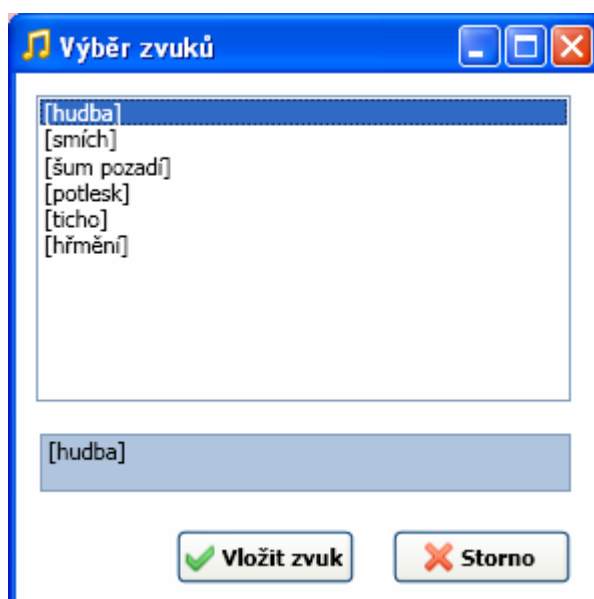 Výběr zvuků
[hudba]
[smích]
[šum pozadí]
[potlesk]
[ticho]
[hřmění]
[hudba]
Vložit zvuk
Storno